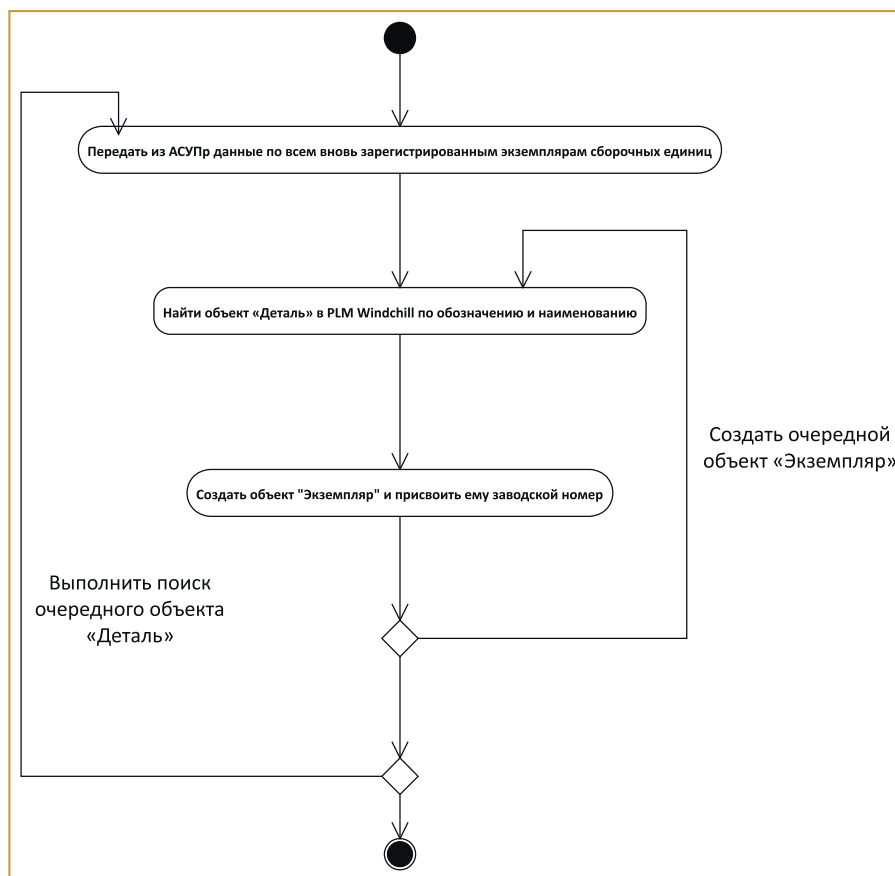 Передать из АСУПр данные по всем вновь зарегистрированным экземплярам сборочных единиц
Найти объект «Деталь» в PLM Windchill по обозначению и наименованию
Создать очередной
объект «Экземпляр»
Создать объект "Экземпляр" и присвоить ему заводской номер
Выполнить поиск
очередного объекта
«Деталь»